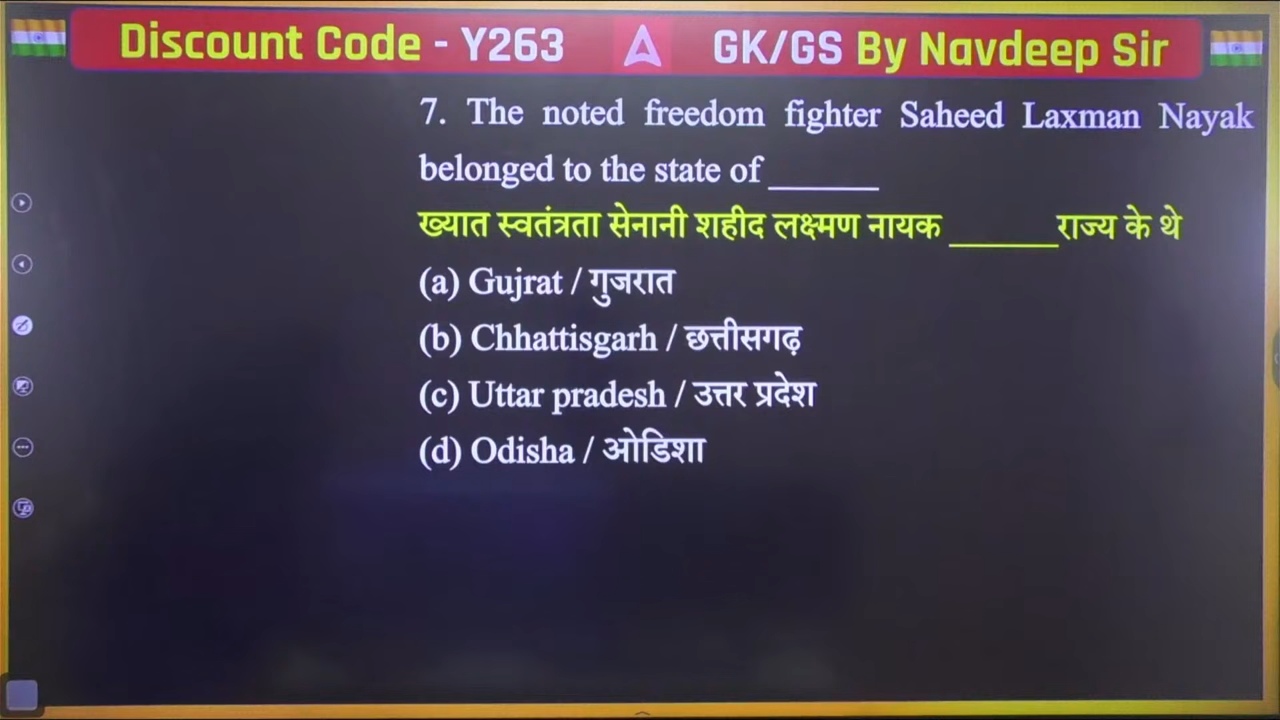 Discount Code - Y263 GK/GS By Navdeep Sir
7. The noted freedom fighter Saheed Laxman Nayak
belonged to the state of ______
ख्यात स्वतंत्रता सेनानी शहीद लक्ष्मण नायक ______राज्य के थे
(a) Gujrat / गुजरात
(b) Chhattisgarh / छत्तीसगढ़
(c) Uttar pradesh / उत्तर प्रदेश
(d) Odisha / ओडिशा